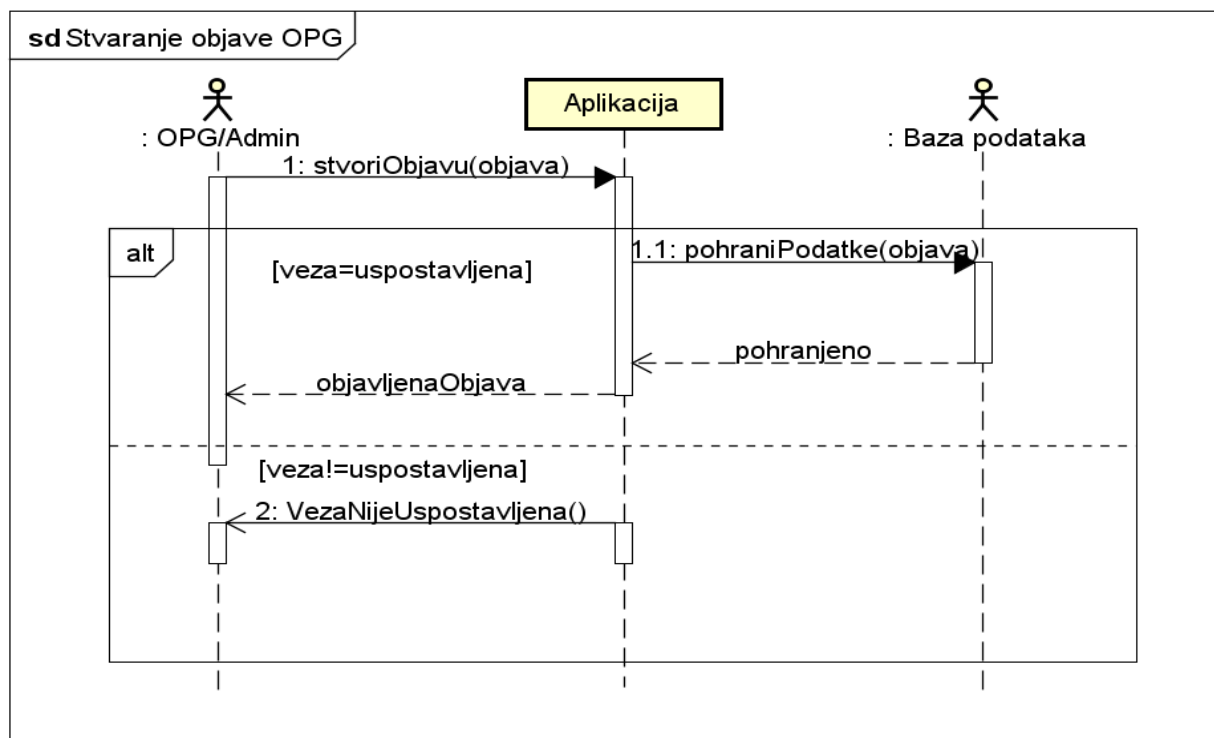 sd Stvaranje objave OPG
: OPG/Admin
Aplikacija
: Baza podataka
1: stvoriObjavu(objava)
alt
[veza=uspostavljena]
1.1: pohraniPodatke(objava)
pohranjeno
objavljenaObjava
[veza!=uspostavljena]
2: VezaNijeUspostavljena()